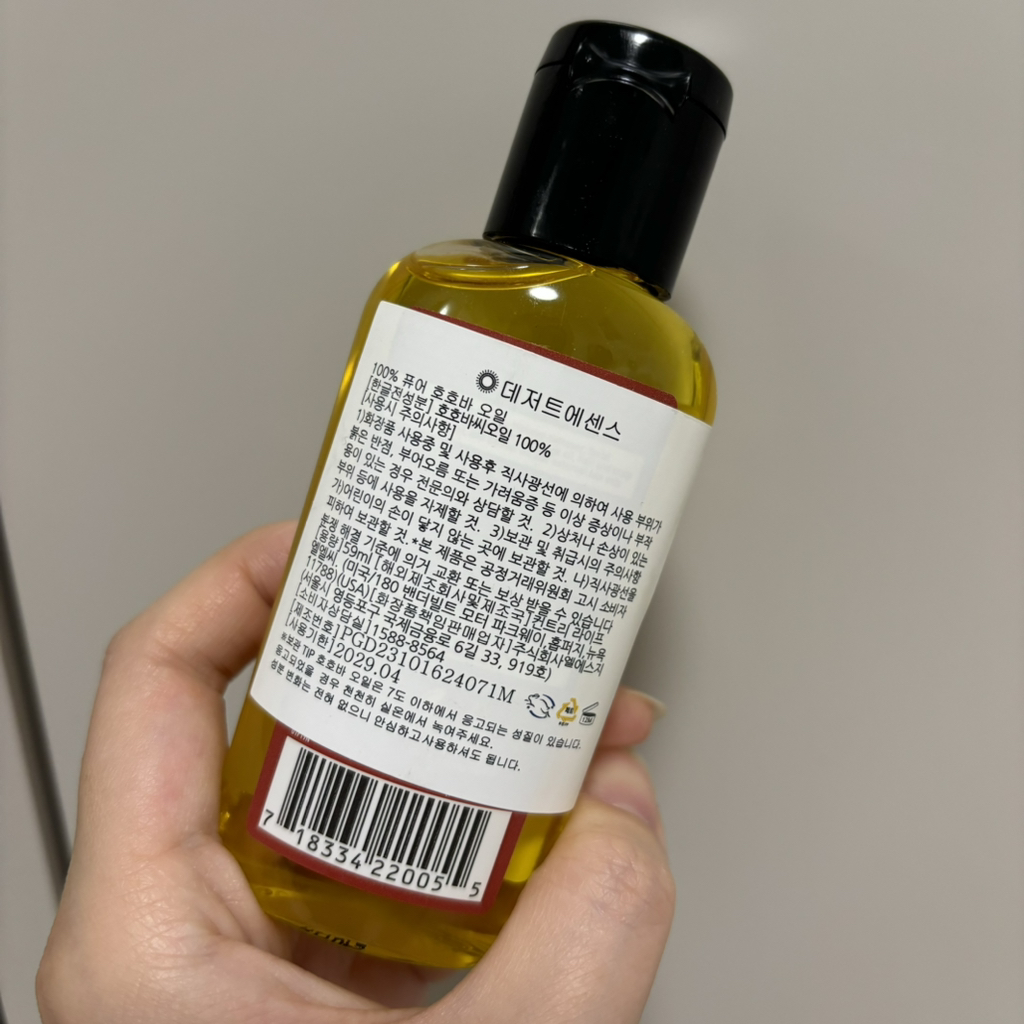 데저트에센스
100% 퓨어 호호바 오일
[한글전성분] 호호바씨오일 100%
[사용시 주의사항]
1)화장품 사용중 및 사용후 직사광선에 의하여 사용 부위가
붉은 반점, 부어오름 또는 가려움증 등 이상 증상이나 부작
용이 있는 경우 전문의와 상담할 것. 2)상처나 손상이 있는
부위 등에 사용을 자제할 것. 3)보관 및 취급시의 주의사항
가)어린이의 손이 닿지 않는 곳에 보관할 것. 나)직사광선을
피하여 보관할 것. *본 제품은 공정거래위원회 고시 소비자
분쟁 해결 기준에 의거 교환 또는 보상 받을 수 있습니다
[용량]59ml [해외제조회사및제조국]컨트리 라이프
엘엘씨 (미국/180 밴더빌트 모터 파크웨이,홉퍼지,뉴욕
11788) (USA)[화장품책임판매업자]주식회사엘에스지
(서울시 영등포구 국제금융로 6길 33, 919호)
[소비자상담실]1588-8564
[제조번호]PGD23101624071M
[사용기한]2029.04
※보관 TIP 호호바 오일은 7도 이하에서 응고되는 성질이 있습니다.
응고되었을 경우 천천히 실온에서 녹여주세요.
성분 변화는 전혀 없으니 안심하고사용하셔도 됩니다.
7 18334 22005 5